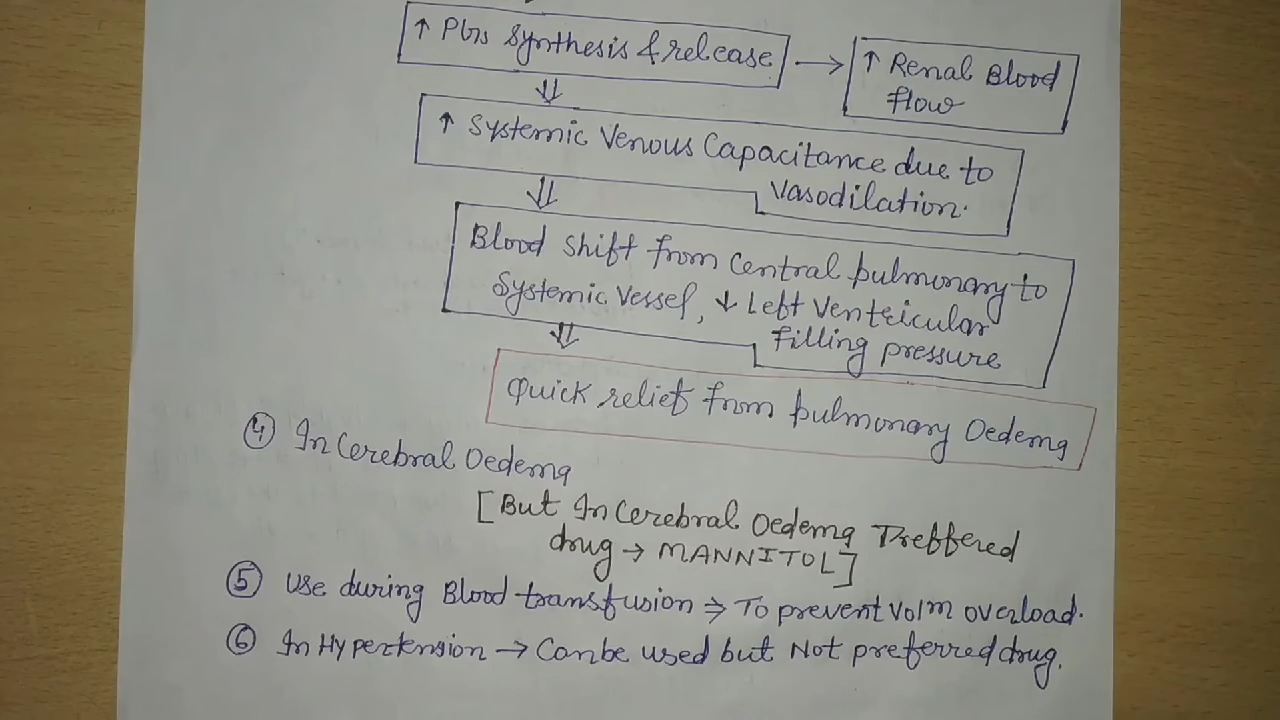 ↑ PGs synthesis & release → ↑ Renal Blood
flow
↑ Systemic Venous Capacitance due to
Vasodilation.
Blood shift from Central pulmonary to
Systemic Vessel, ↓ Left Ventricular
filling pressure
Quick relief from pulmonary Oedema
④ In Cerebral Oedema
[But In Cerebral Oedema Preffered
drug → MANNITOL]
⑤ Use during Blood transfusion ⇒ To prevent Volm overload.
⑥ In Hypertension → Can be used but Not preferred drug.